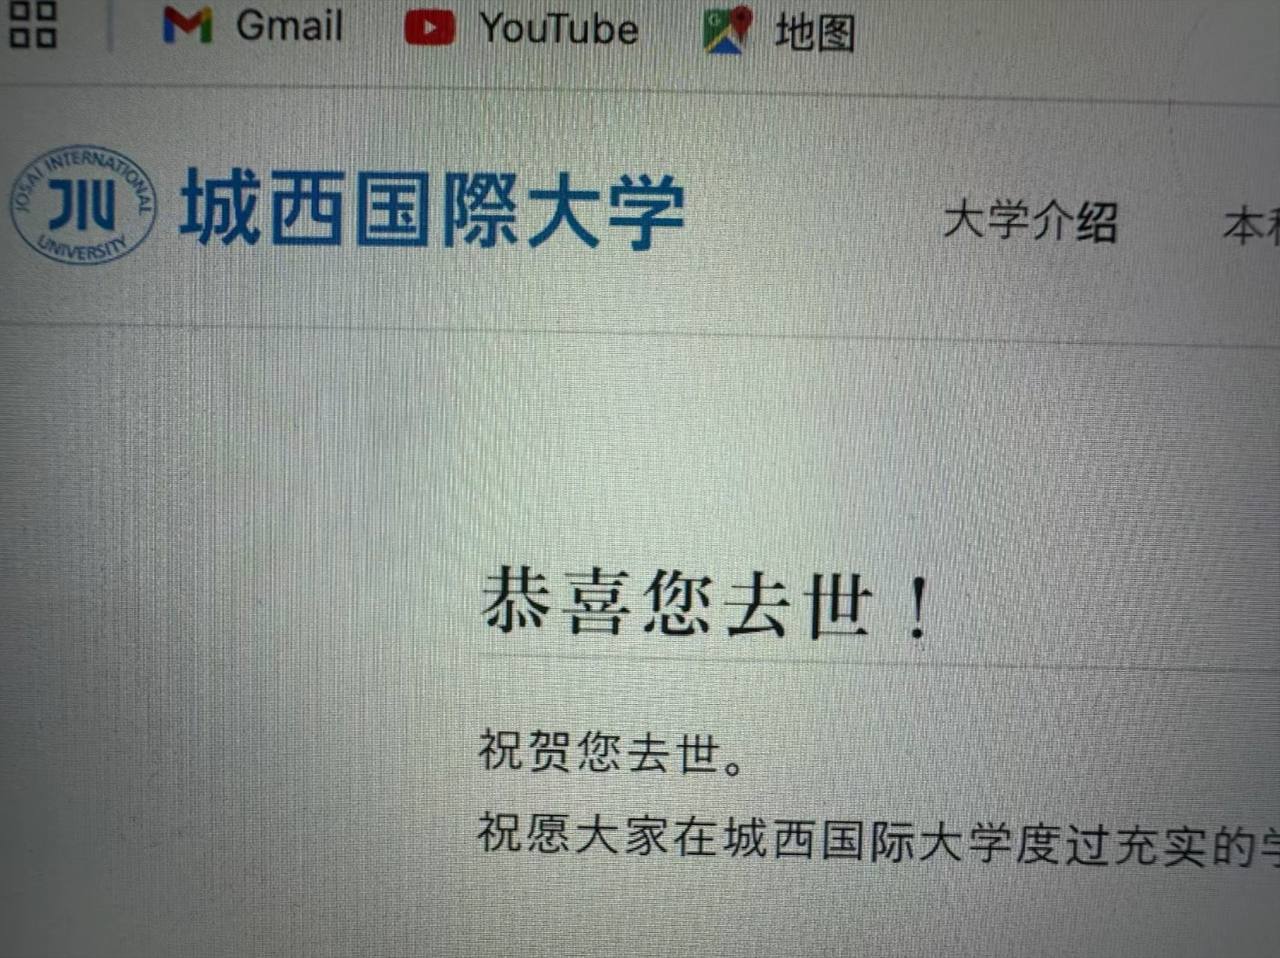 Gmail YouTube 地图
JOSAI INTERNATIONAL UNIVERSITY
JIU
城西国際大学 大学介绍 本
恭喜您去世！
祝贺您去世。
祝愿大家在城西国际大学度过充实的